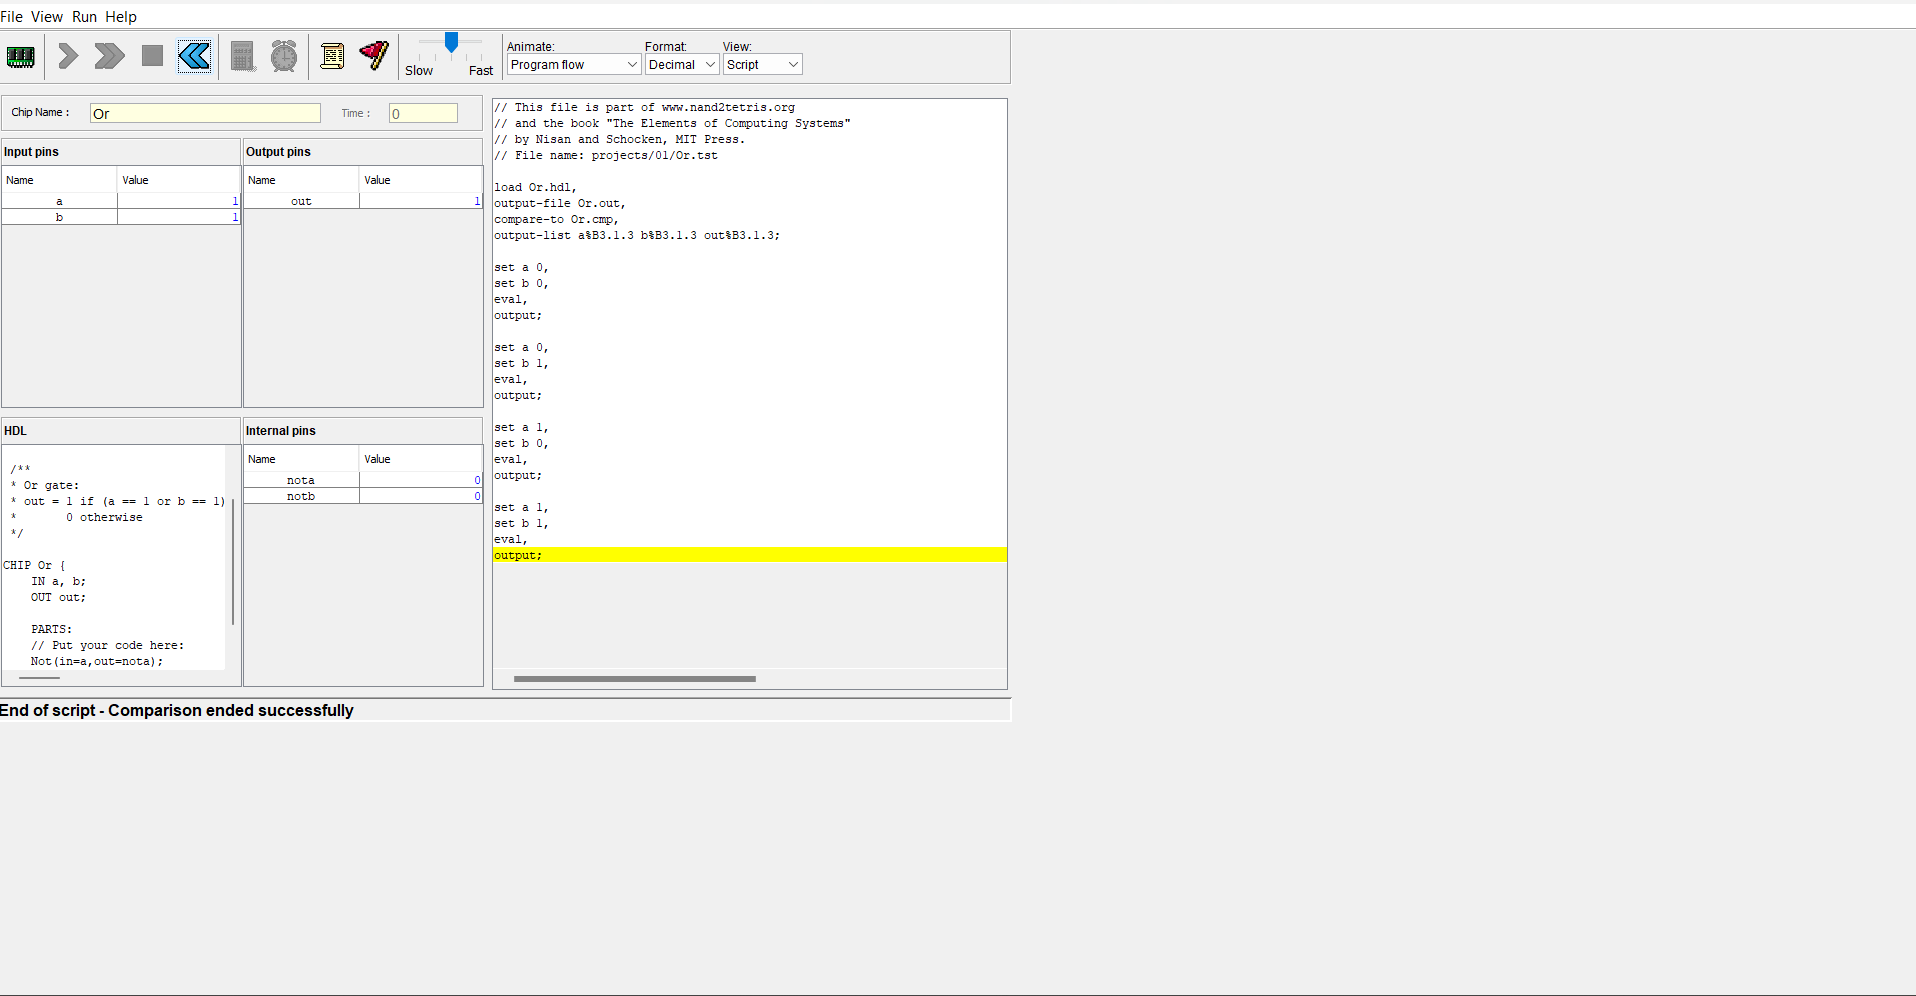 File View Run Help
Slow Fast
Animate: Format: View:
Program flow Decimal Script
Chip Name : Or Time : 0
Input pins
Name Value
a 1
b 1
Output pins
Name Value
out 1
HDL
/**
* Or gate:
* out = 1 if (a == 1 or b == 1)
* 0 otherwise
*/
CHIP Or {
IN a, b;
OUT out;
PARTS:
// Put your code here:
Not(in=a,out=nota);
Internal pins
Name Value
nota 0
notb 0
// This file is part of www.nand2tetris.org
// and the book "The Elements of Computing Systems"
// by Nisan and Schocken, MIT Press.
// File name: projects/01/Or.tst
load Or.hdl,
output-file Or.out,
compare-to Or.cmp,
output-list a%B3.1.3 b%B3.1.3 out%B3.1.3;
set a 0,
set b 0,
eval,
output;
set a 0,
set b 1,
eval,
output;
set a 1,
set b 0,
eval,
output;
set a 1,
set b 1,
eval,
output;
End of script - Comparison ended successfully